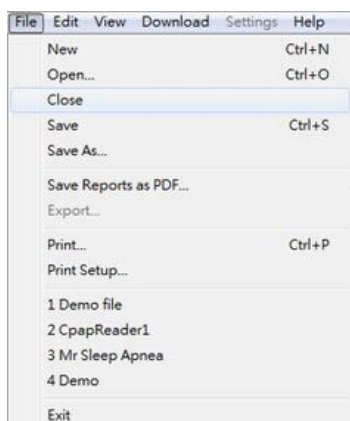 File Edit View Download Settings Help
New Ctrl+N
Open... Ctrl+O
Close
Save Ctrl+S
Save As...
Save Reports as PDF...
Export...
Print... Ctrl+P
Print Setup...
1 Demo file
2 CpapReader1
3 Mr Sleep Apnea
4 Demo
Exit